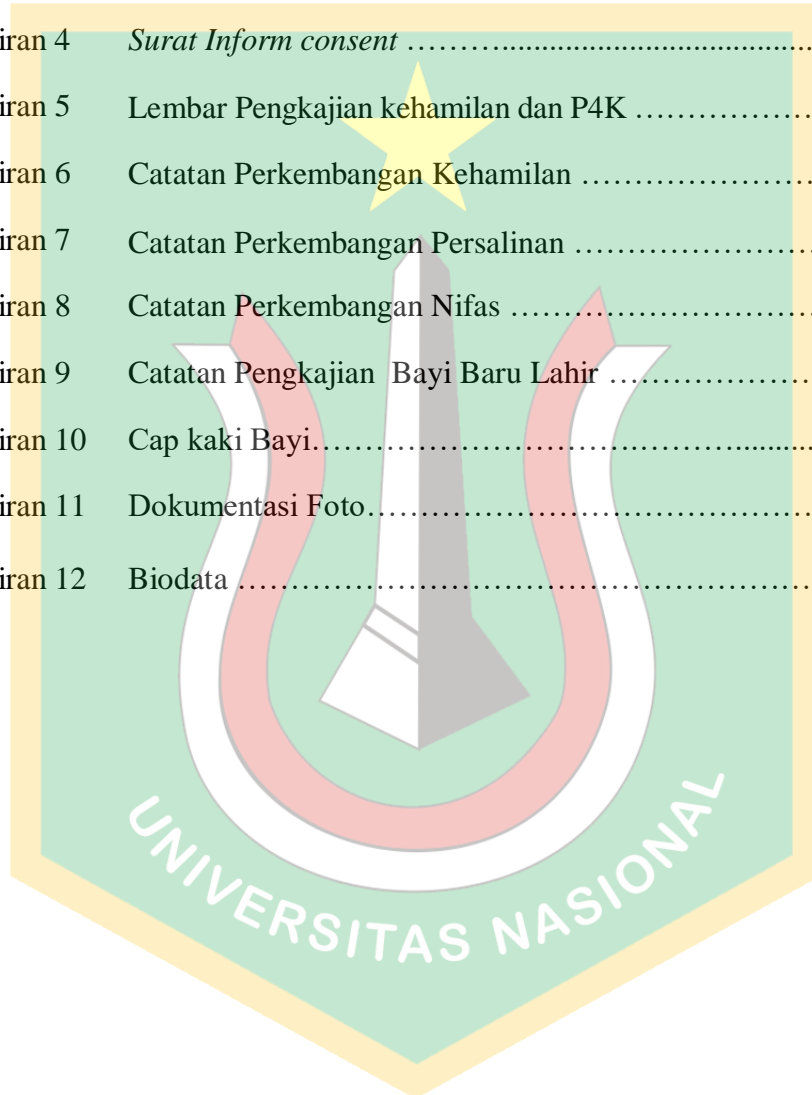 iran 4 Surat Inform consent ………........................................
iran 5 Lembar Pengkajian kehamilan dan P4K ………………
iran 6 Catatan Perkembangan Kehamilan ……………………
iran 7 Catatan Perkembangan Persalinan ……………………
iran 8 Catatan Perkembangan Nifas …………………………
iran 9 Catatan Pengkajian Bayi Baru Lahir …………………
iran 10 Cap kaki Bayi……………………………………...........
iran 11 Dokumentasi Foto………………………………………
iran 12 Biodata ……………………………………………………
UNIVERSITAS NASIONAL